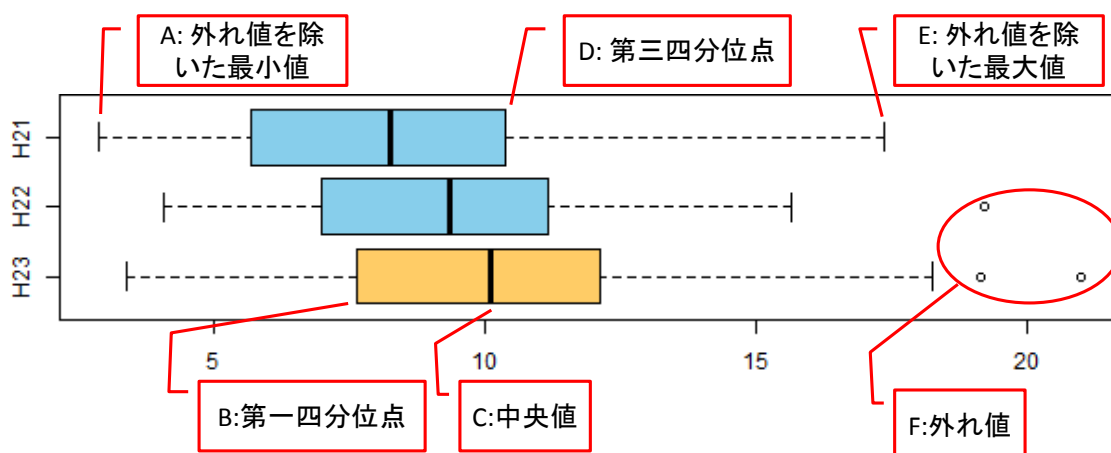 A: 外れ値を除
いた最小値
D: 第三四分位点
E: 外れ値を除
いた最大値
H21
H22
H23
5
10
15
20
B:第一四分位点
C:中央値
F:外れ値